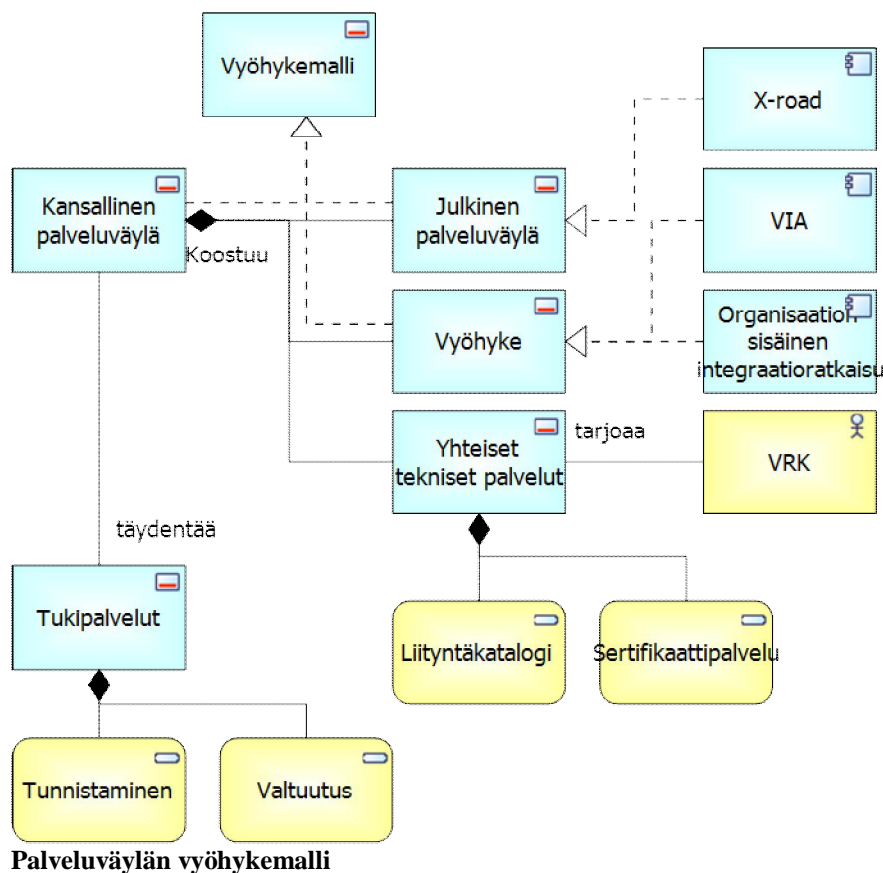 Vyöhykemalli
X-road
Kansallinen
palveluväylä
Koostuu
Julkinen
palveluväylä
VIA
Vyöhyke
Organisaation
sisäinen
integraatioratkaisu
Yhteiset
tekniset palvelut
tarjoaa
VRK
täydentää
Tukipalvelut
Liityntäkatalogi
Sertifikaattipalvelu
Tunnistaminen
Valtuutus
Palveluväylän vyöhykemalli